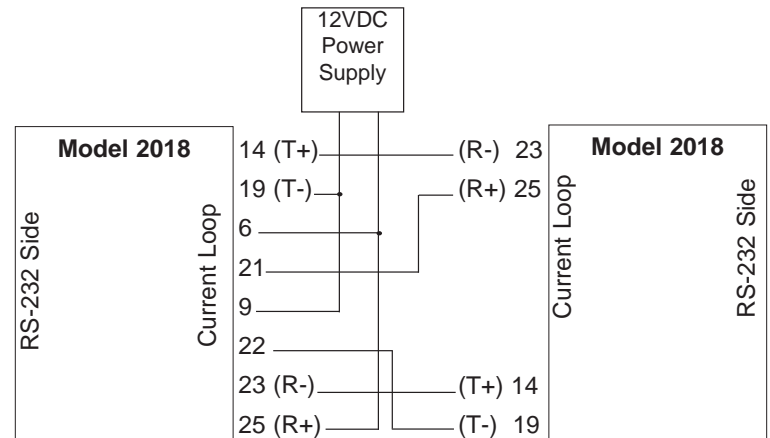 12VDC
Power
Supply
Model 2018
RS-232 Side
Current Loop
14 (T+)
19 (T-)
6
21
9
22
23 (R-)
25 (R+)
(R-) 23
(R+) 25
(T+) 14
(T-) 19
Model 2018
Current Loop
RS-232 Side